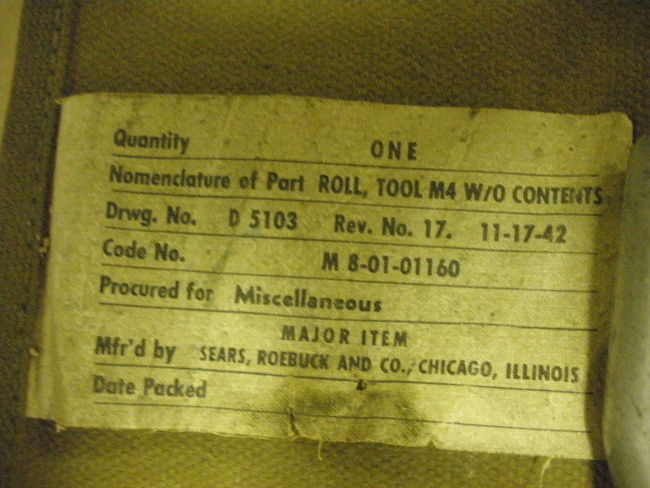 Quantity ONE
Nomenclature of Part ROLL, TOOL M4 W/O CONTENTS
Drwg. No. D 5103 Rev. No. 17. 11-17-42
Code No. M 8-01-01160
Procured for Miscellaneous
MAJOR ITEM
Mfr'd by SEARS, ROEBUCK AND CO., CHICAGO, ILLINOIS
Date Packed